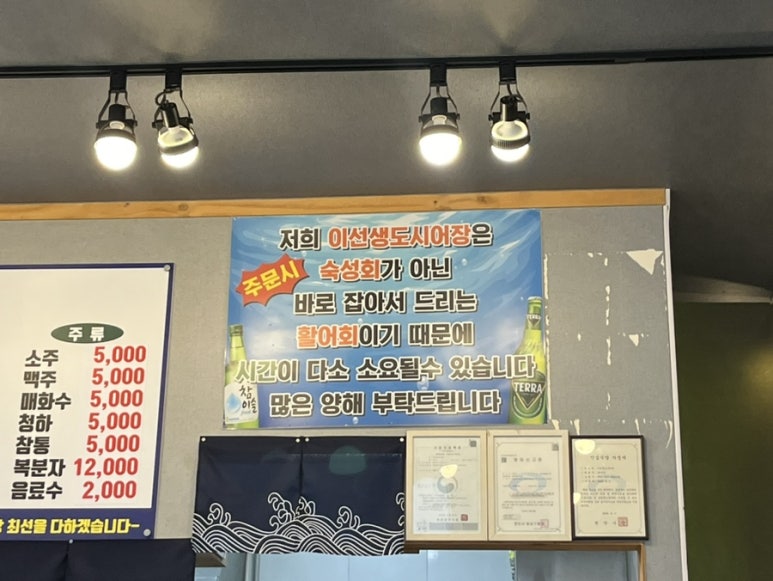 저희 이선생도시어장은
주문시
숙성회가 아닌
바로 잡아서 드리는
활어회이기 때문에
시간이 다소 소요될수 있습니다
많은 양해 부탁드립니다
참이슬
TERRA
주 류
소주 5,000
맥주 5,000
매화수 5,000
청하 5,000
참통 5,000
복분자 12,000
음료수 2,000
최선을 다하겠습니다~